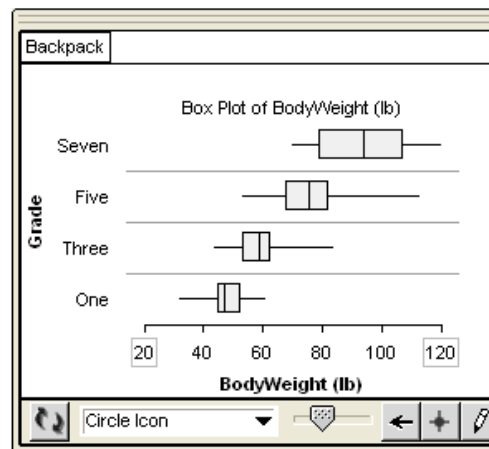 Backpack
Box Plot of BodyWeight (lb)
Seven
Five
Grade
Three
One
20 40 60 80 100 120
BodyWeight (lb)
Circle Icon